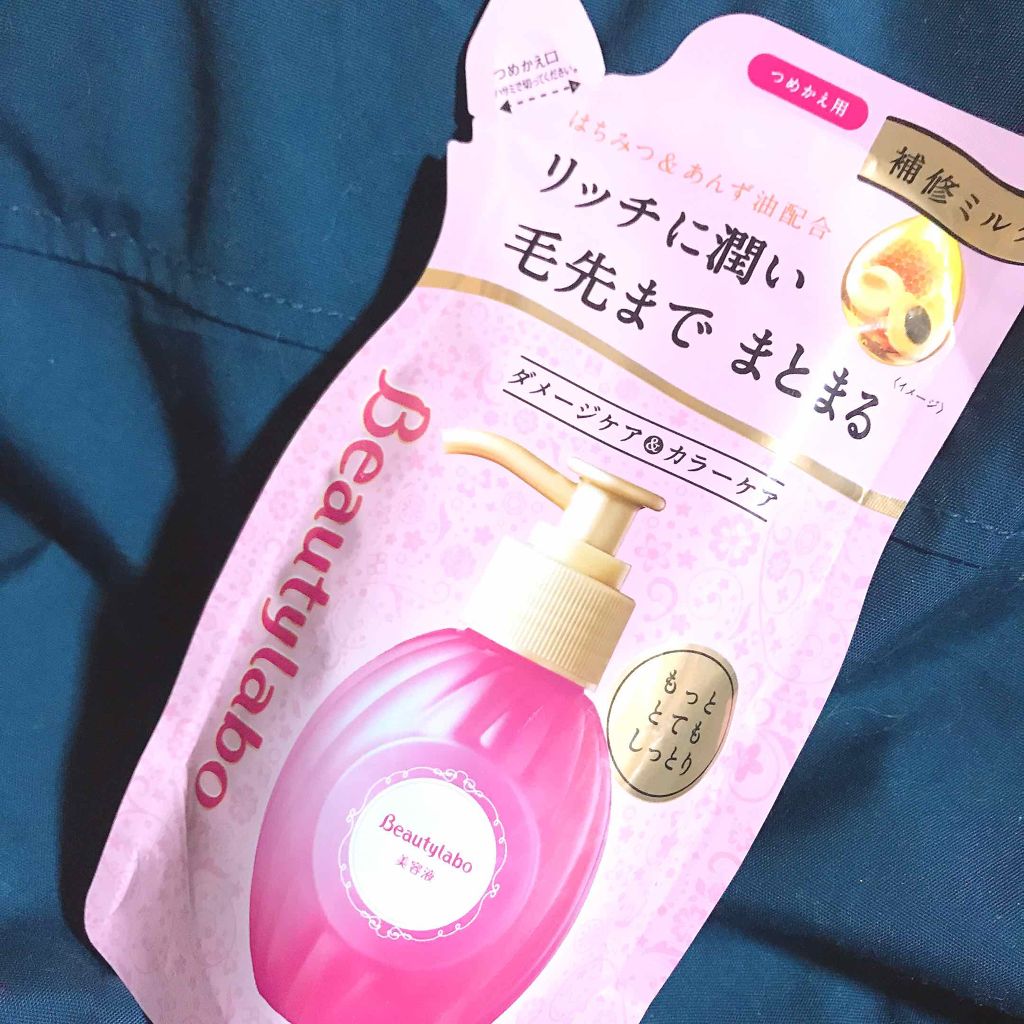 つめかえ口
ハサミで切ってください。
つめかえ用
補修ミルク
はちみつ&あんず油配合
リッチに潤い
毛先まで まとまる
〈イメージ〉
ダメージケア&カラーケア
Beautylabo
もっと
とても
しっとり
Beautylabo
美容液